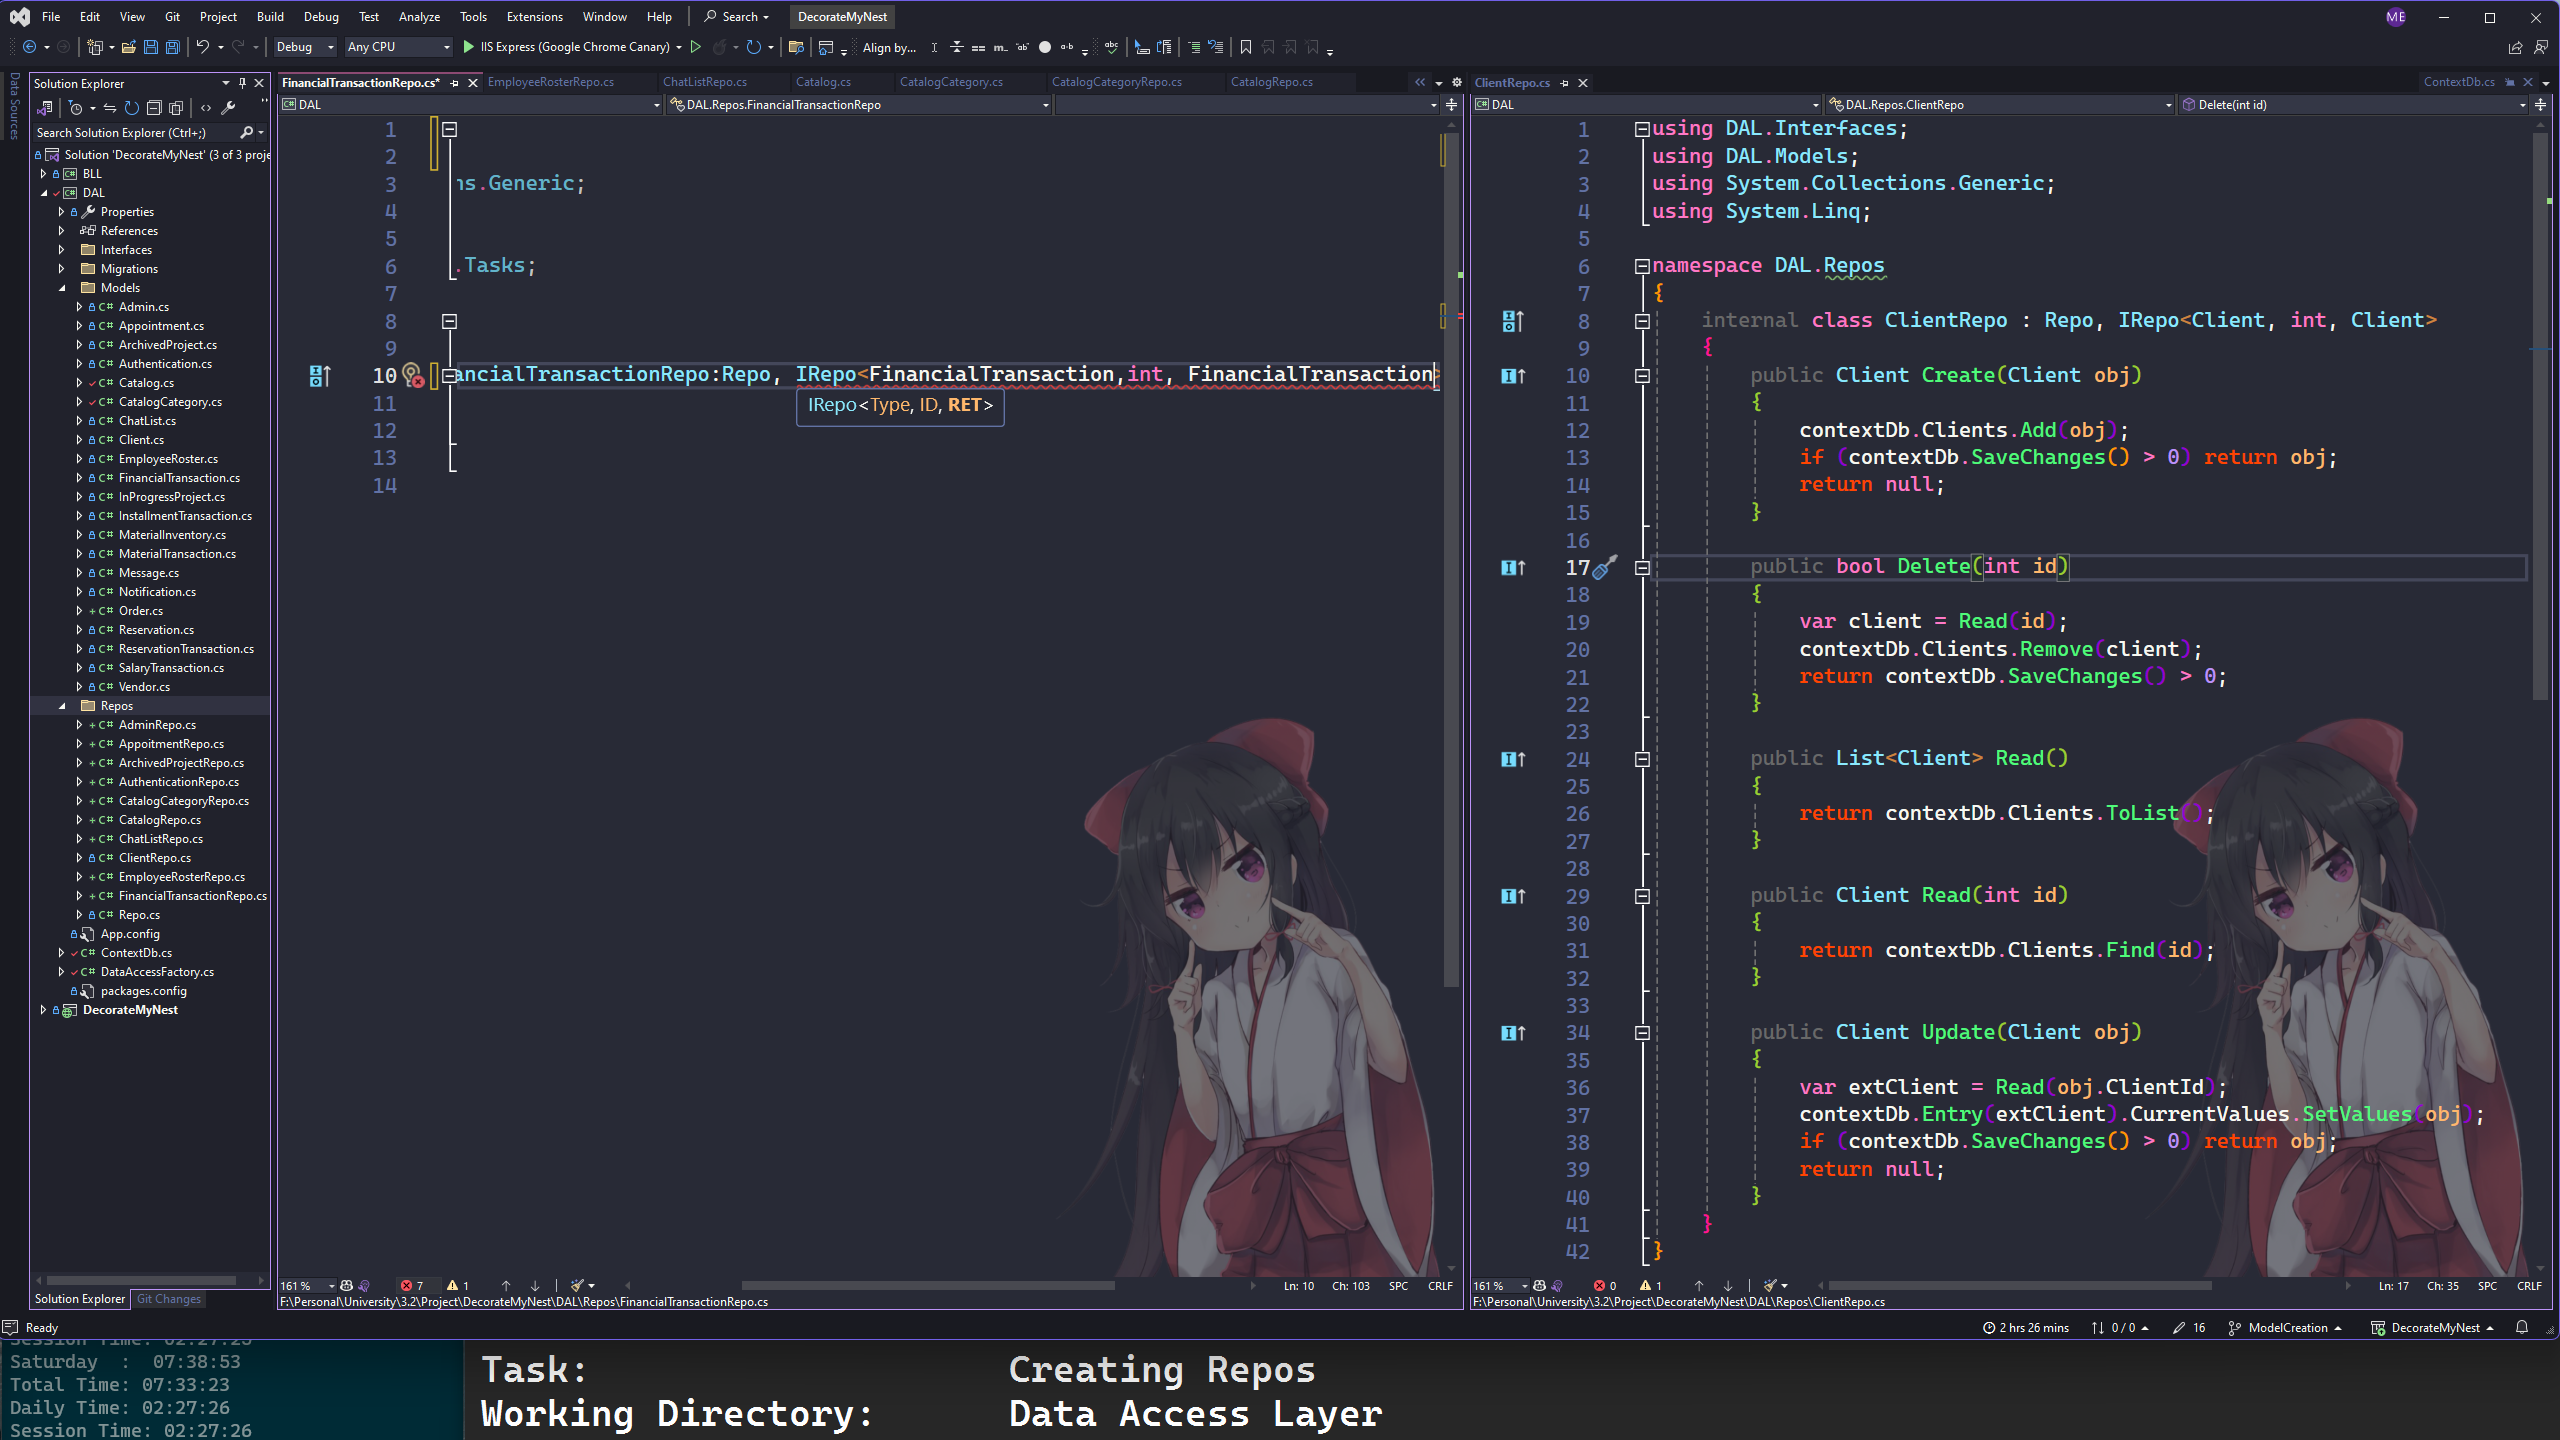 File Edit View Git Project Build Debug Test Analyze Tools Extensions Window Help Search DecorateMyNest ME
Debug Any CPU IIS Express (Google Chrome Canary) Align by...
Data Sources
Solution Explorer
Search Solution Explorer (Ctrl+;)
Solution 'DecorateMyNest' (3 of 3 proje
BLL
DAL
Properties
References
Interfaces
Migrations
Models
C# Admin.cs
C# Appointment.cs
C# ArchivedProject.cs
C# Authentication.cs
C# Catalog.cs
C# CatalogCategory.cs
C# ChatList.cs
C# Client.cs
C# EmployeeRoster.cs
C# FinancialTransaction.cs
C# InProgressProject.cs
C# InstallmentTransaction.cs
C# MaterialInventory.cs
C# MaterialTransaction.cs
C# Message.cs
C# Notification.cs
C# Order.cs
C# Reservation.cs
C# ReservationTransaction.cs
C# SalaryTransaction.cs
C# Vendor.cs
Repos
C# AdminRepo.cs
C# AppoitmentRepo.cs
C# ArchivedProjectRepo.cs
C# AuthenticationRepo.cs
C# CatalogCategoryRepo.cs
C# CatalogRepo.cs
C# ChatListRepo.cs
C# ClientRepo.cs
C# EmployeeRosterRepo.cs
C# FinancialTransactionRepo.cs
C# Repo.cs
App.config
C# ContextDb.cs
C# DataAccessFactory.cs
packages.config
DecorateMyNest
Solution Explorer Git Changes
FinancialTransactionRepo.cs* EmployeeRosterRepo.cs ChatListRepo.cs Catalog.cs CatalogCategory.cs CatalogCategoryRepo.cs CatalogRepo.cs
DAL DAL.Repos.FinancialTransactionRepo
1
2
3 ns.Generic;
4
5
6 .Tasks;
7
8
9
10 ancialTransactionRepo:Repo, IRepo<FinancialTransaction,int, FinancialTransaction>
11 IRepo<Type, ID, RET>
12
13
14
161 % 7 1 Ln: 10 Ch: 103 SPC CRLF
F:\Personal\University\3.2\Project\DecorateMyNest\DAL\Repos\FinancialTransactionRepo.cs
ClientRepo.cs ContextDb.cs
DAL DAL.Repos.ClientRepo Delete(int id)
1 using DAL.Interfaces;
2 using DAL.Models;
3 using System.Collections.Generic;
4 using System.Linq;
5
6 namespace DAL.Repos
7 {
8 internal class ClientRepo : Repo, IRepo<Client, int, Client>
9 {
10 public Client Create(Client obj)
11 {
12 contextDb.Clients.Add(obj);
13 if (contextDb.SaveChanges() > 0) return obj;
14 return null;
15 }
16
17 public bool Delete(int id)
18 {
19 var client = Read(id);
20 contextDb.Clients.Remove(client);
21 return contextDb.SaveChanges() > 0;
22 }
23
24 public List<Client> Read()
25 {
26 return contextDb.Clients.ToList();
27 }
28
29 public Client Read(int id)
30 {
31 return contextDb.Clients.Find(id);
32 }
33
34 public Client Update(Client obj)
35 {
36 var extClient = Read(obj.ClientId);
37 contextDb.Entry(extClient).CurrentValues.SetValues(obj);
38 if (contextDb.SaveChanges() > 0) return obj;
39 return null;
40 }
41 }
42 }
161 % 0 1 Ln: 17 Ch: 35 SPC CRLF
F:\Personal\University\3.2\Project\DecorateMyNest\DAL\Repos\ClientRepo.cs
Ready 2 hrs 26 mins 0 / 0 16 ModelCreation DecorateMyNest
Session Time: 02:27:25
Saturday : 07:38:53
Total Time: 07:33:23
Daily Time: 02:27:26
Session Time: 02:27:26
Task: Creating Repos
Working Directory: Data Access Layer